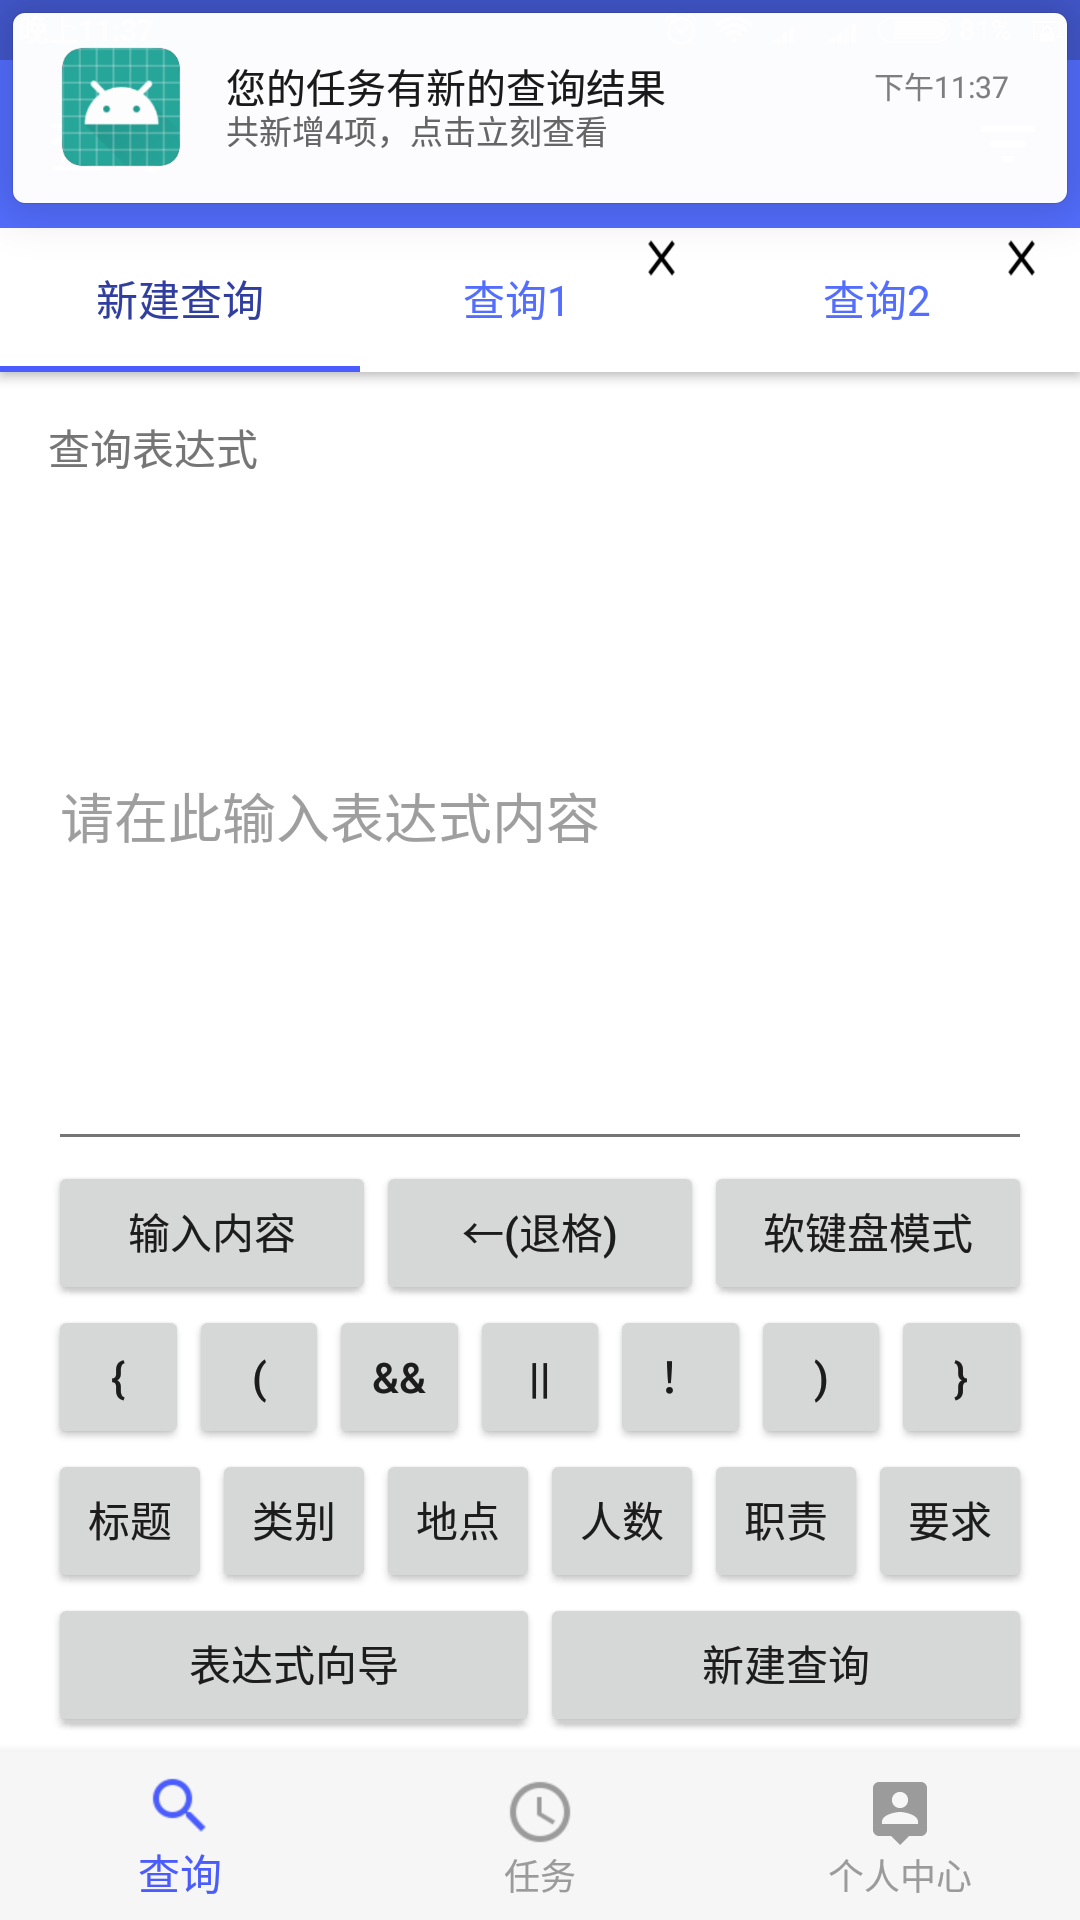 您的任务有新的查询结果
下午11:37
共新增4项，点击立刻查看
新建查询 查询1 X 查询2 X
查询表达式
请在此输入表达式内容
输入内容 ←(退格) 软键盘模式
{ ( && || ! ) }
标题 类别 地点 人数 职责 要求
表达式向导 新建查询
查询 任务 个人中心